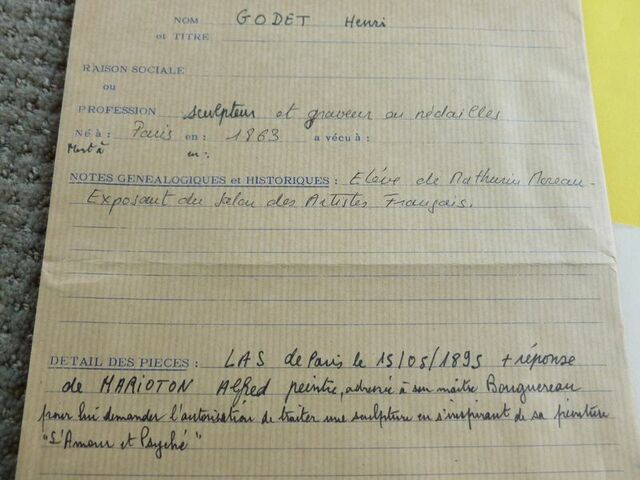 NOM GODET Henri
et TITRE
RAISON SOCIALE
ou
PROFESSION sculpteur et graveur en médailles
Né à : Paris en : 1863 a vécu à :
Mort à en :
NOTES GENEALOGIQUES et HISTORIQUES : Elève de Mathurin Moreau-
Exposant du Salon des Artistes Français.
DETAIL DES PIECES : LAS de Paris le 15/05/1895 + réponse
de MARIOTON Alfred peintre, adressée à son maître Bouguereau
pour lui demander l'autorisation de traiter une sculpture en s'inspirant de sa peinture
"L'Amour et Psyché"